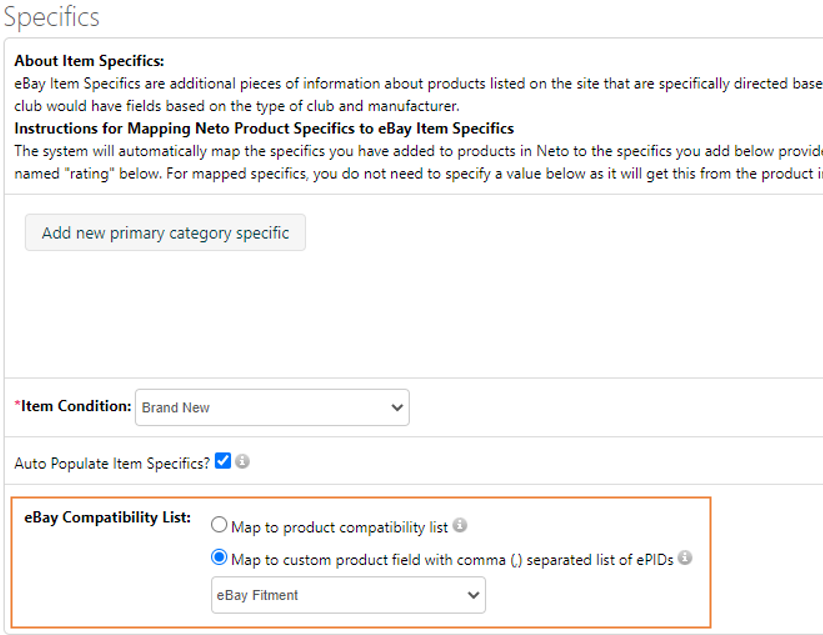 Specifics
About Item Specifics:
eBay Item Specifics are additional pieces of information about products listed on the site that are specifically directed base
club would have fields based on the type of club and manufacturer.
Instructions for Mapping Neto Product Specifics to eBay Item Specifics
The system will automatically map the specifics you have added to products in Neto to the specifics you add below provide
named "rating" below. For mapped specifics, you do not need to specify a value below as it will get this from the product i
Add new primary category specific
*Item Condition: Brand New
Auto Populate Item Specifics?
eBay Compatibility List: Map to product compatibility list
Map to custom product field with comma (,) separated list of ePIDs
eBay Fitment